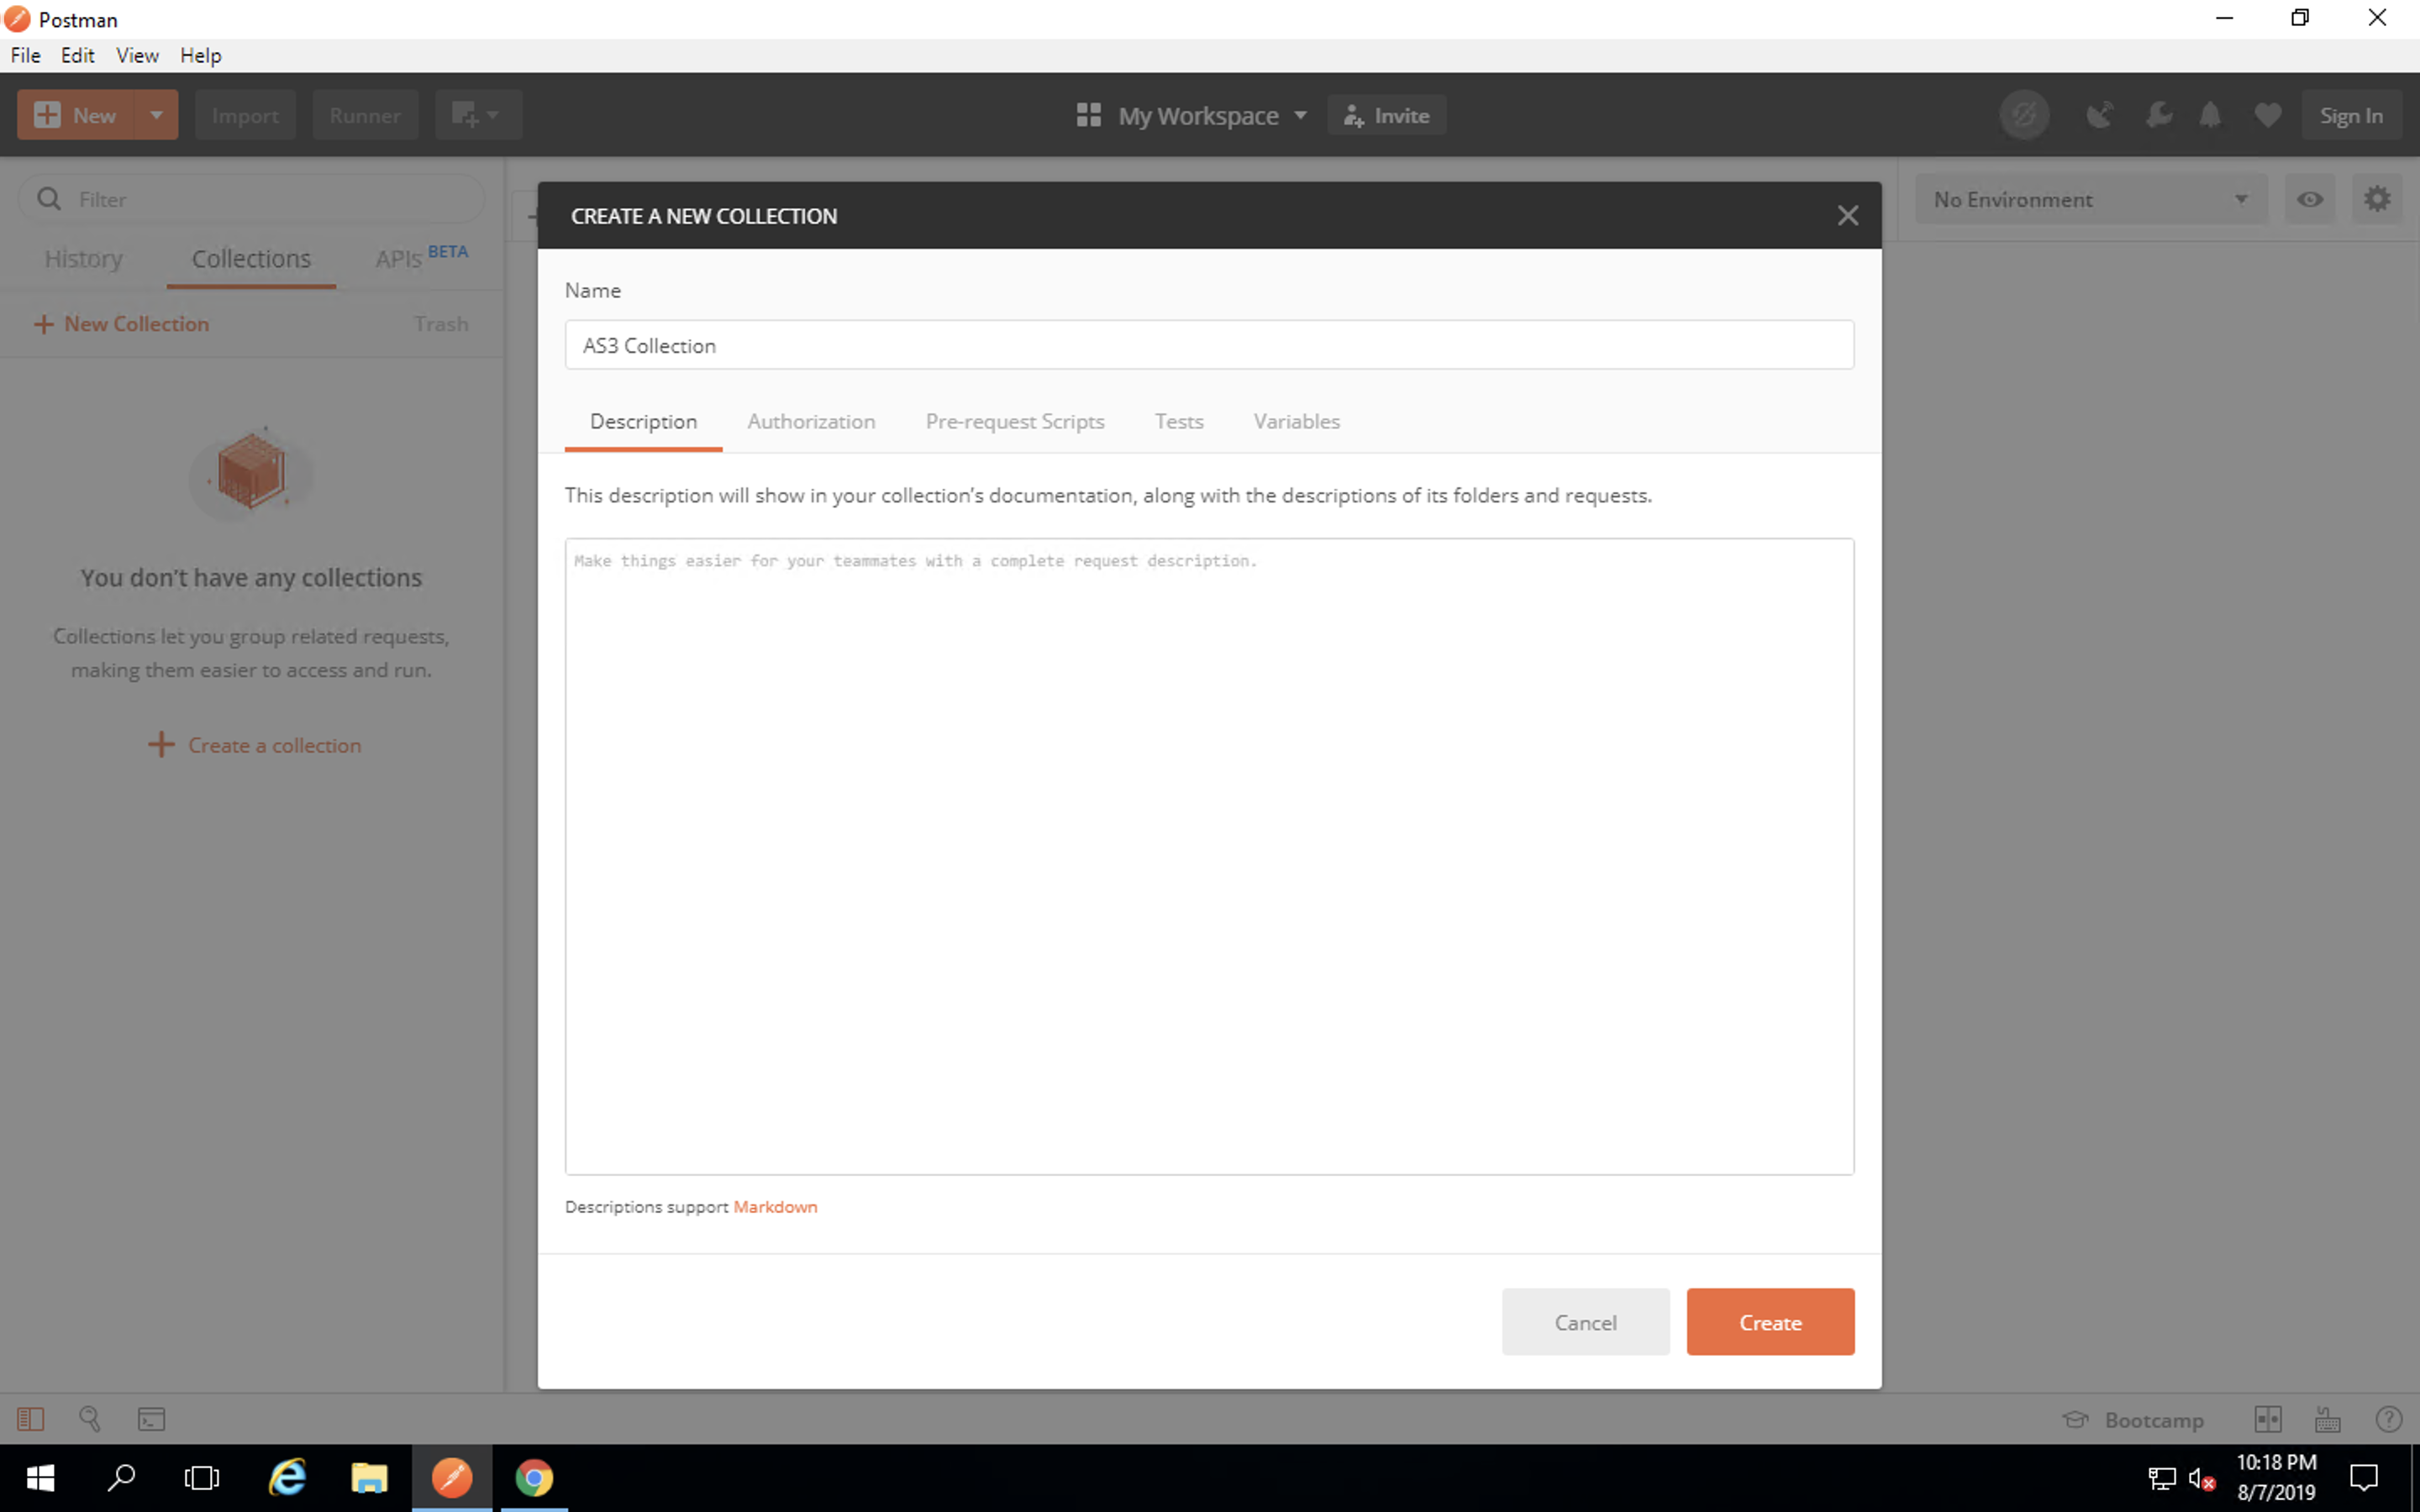 Postman
File Edit View Help
New Import Runner My Workspace Invite Sign In
Filter
No Environment
History Collections APIs BETA
New Collection Trash
You don't have any collections
Collections let you group related requests,
making them easier to access and run.
Create a collection
CREATE A NEW COLLECTION
Name
AS3 Collection
Description Authorization Pre-request Scripts Tests Variables
This description will show in your collection's documentation, along with the descriptions of its folders and requests.
Make things easier for your teammates with a complete request description.
Descriptions support Markdown
Cancel Create
Bootcamp
10:18 PM
8/7/2019